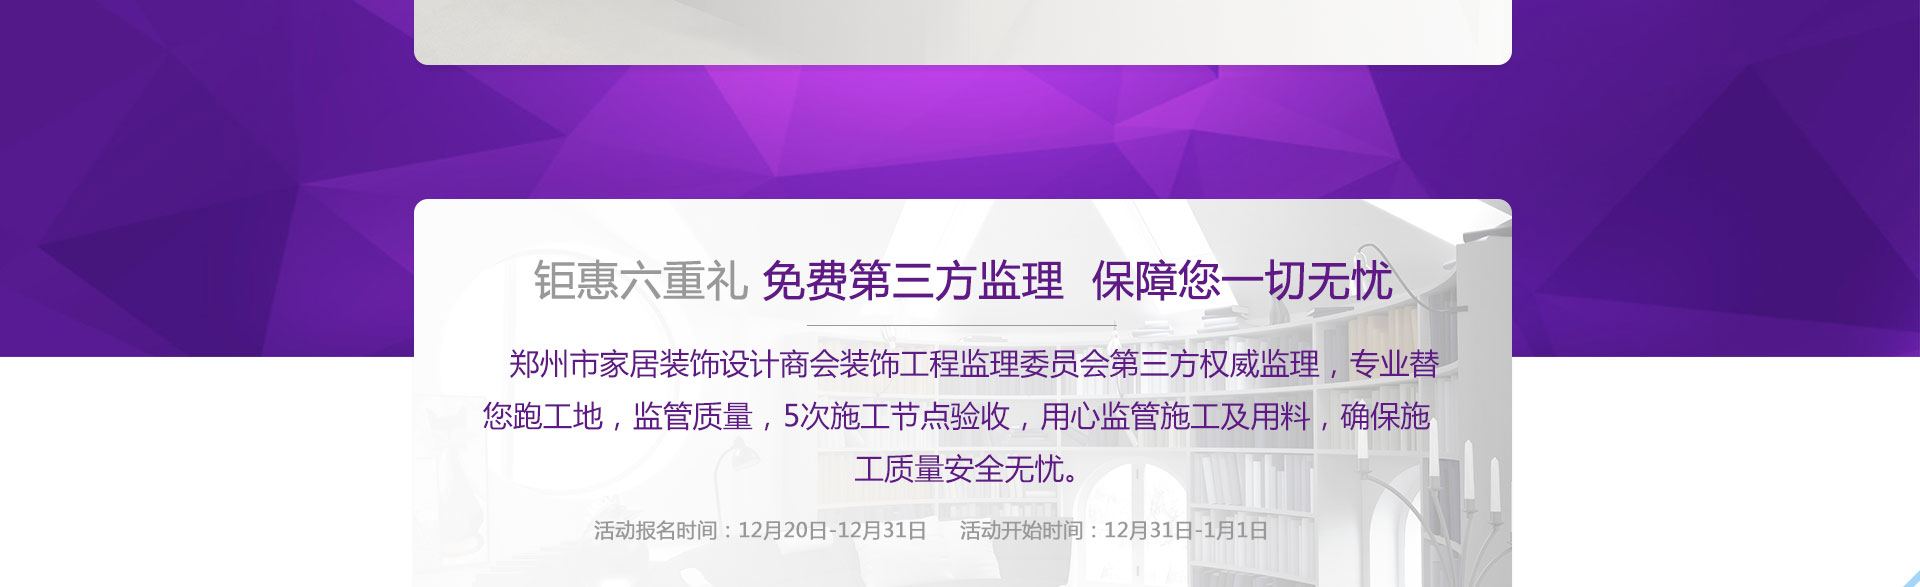 钜惠六重礼 免费第三方监理 保障您一切无忧
郑州市家居装饰设计商会装饰工程监理委员会第三方权威监理，专业替
您跑工地，监管质量，5次施工节点验收，用心监管施工及用料，确保施
工质量安全无忧。
活动报名时间：12月20日-12月31日 活动开始时间：12月31日-1月1日